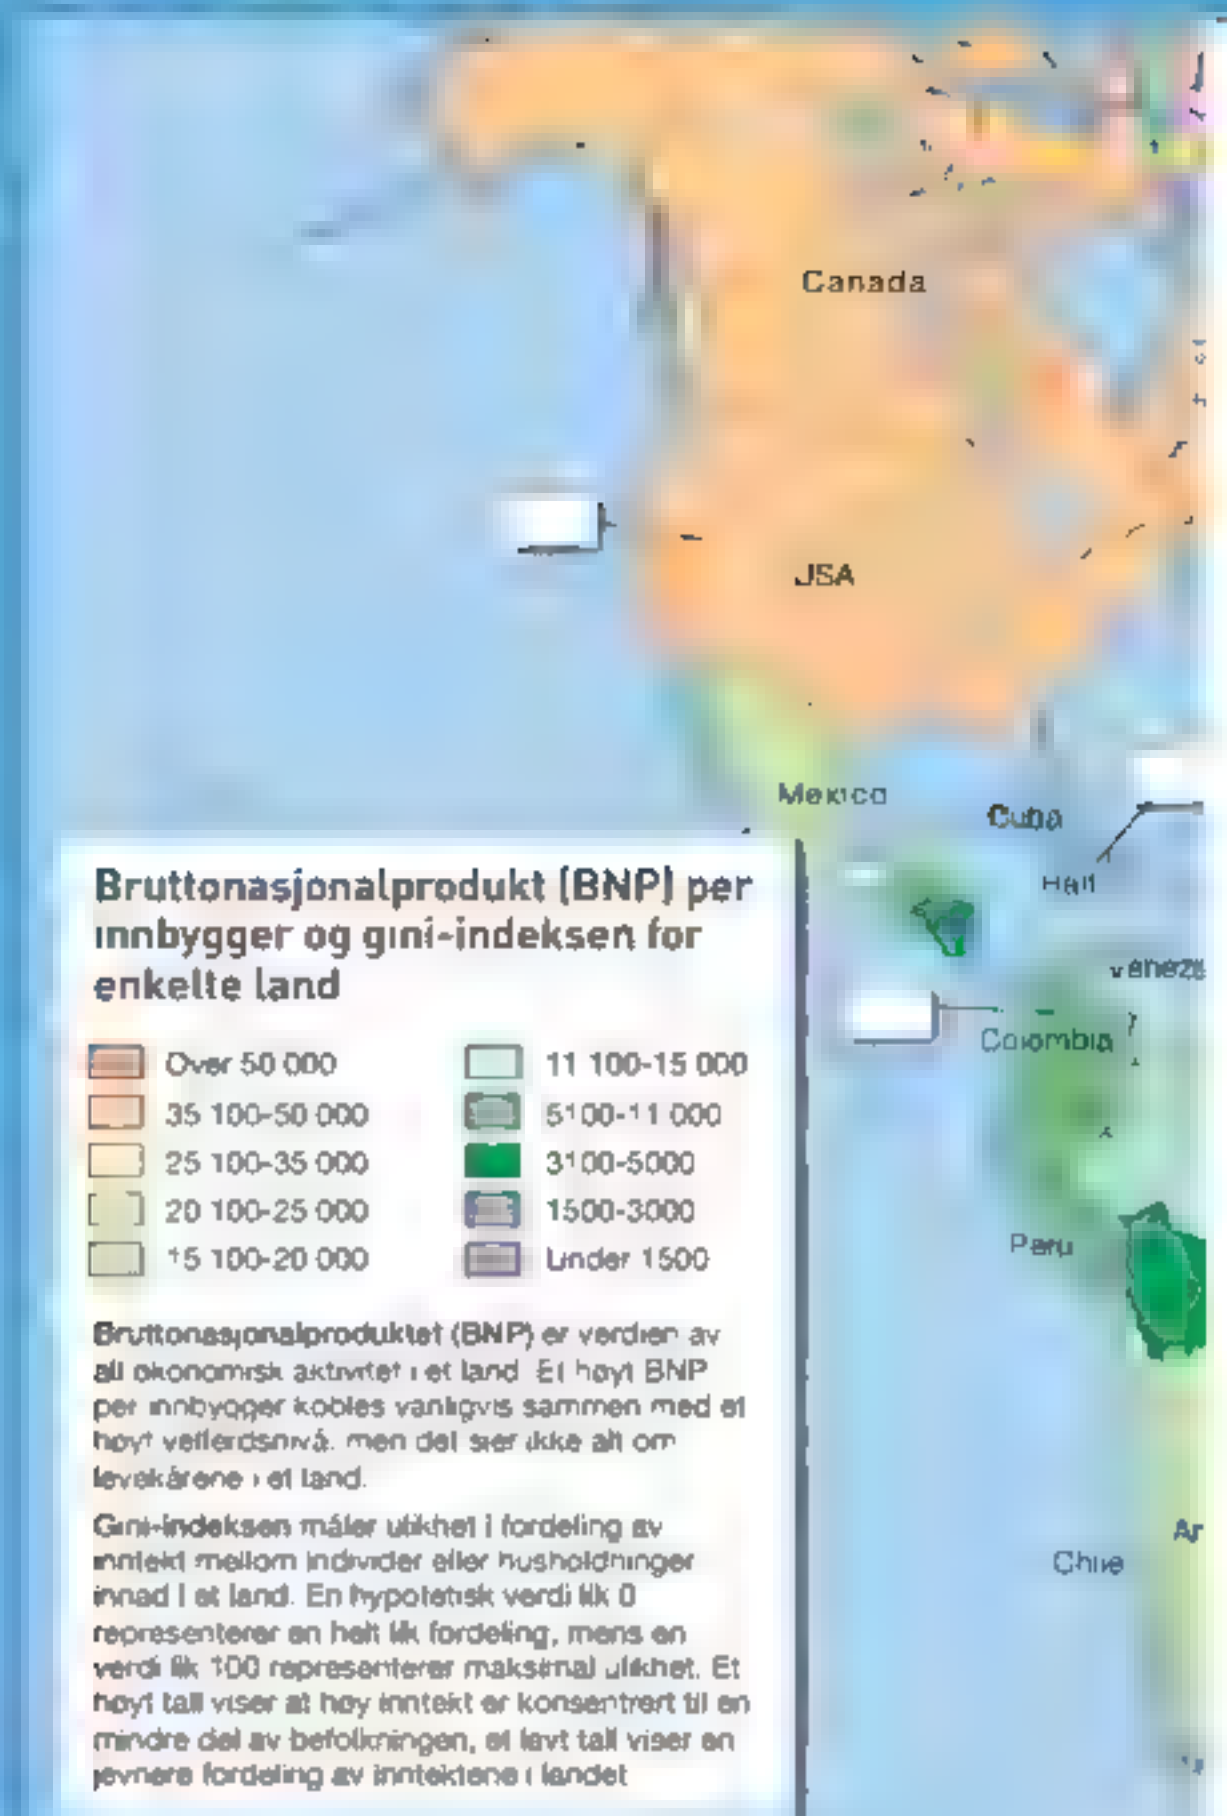 Canada
USA
Mexico
Cuba
Haiti
Colombia
Peru
Chile
Bruttonasjonalprodukt (BNP) per
innbygger og gini-indeksen for
enkelte land
Over 50 000
35 100-50 000
25 100-35 000
20 100-25 000
15 100-20 000
11 100-15 000
5100-11 000
3100-5000
1500-3000
Under 1500
Bruttonasjonalproduktet (BNP) er verdien av
all økonomisk aktivitet i et land. Et høyt BNP
per innbygger kobles vanligvis sammen med et
høyt velferdsnivå, men det sier ikke alt om
levekårene i et land.
Gini-indeksen måler ulikhet i fordeling av
inntekt mellom individer eller husholdninger
innad i et land. En hypotetisk verdi lik 0
representerer en helt lik fordeling, mens en
verdi lik 100 representerer maksimal ulikhet. Et
høyt tall viser at høy inntekt er konsentrert til en
mindre del av befolkningen, et lavt tall viser en
jevnere fordeling av inntektene i landet